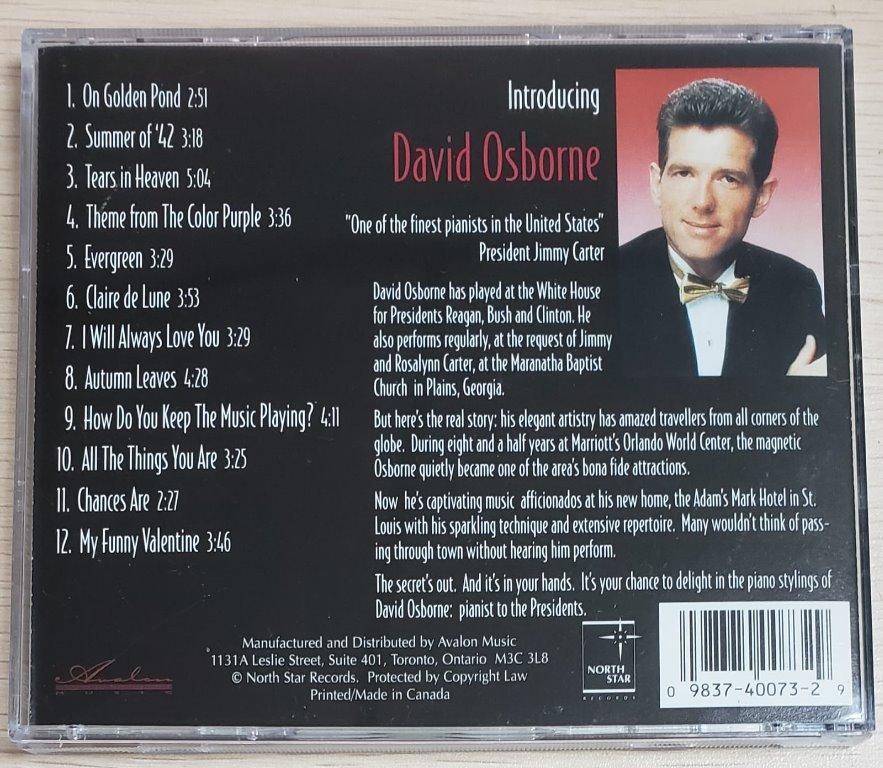 1. On Golden Pond 2:51
2. Summer of '42 3:18
3. Tears in Heaven 5:04
4. Theme from The Color Purple 3:36
5. Evergreen 3:29
6. Claire de Lune 3:53
7. I Will Always Love You 3:29
8. Autumn Leaves 4:28
9. How Do You Keep The Music Playing? 4:11
10. All The Things You Are 3:25
11. Chances Are 2:27
12. My Funny Valentine 3:46
Introducing
David Osborne
"One of the finest pianists in the United States"
President Jimmy Carter
David Osborne has played at the White House
for Presidents Reagan, Bush and Clinton. He
also performs regularly, at the request of Jimmy
and Rosalynn Carter, at the Maranatha Baptist
Church in Plains, Georgia.
But here's the real story: his elegant artistry has amazed travellers from all corners of the
globe. During eight and a half years at Marriott's Orlando World Center, the magnetic
Osborne quietly became one of the area's bona fide attractions.
Now he's captivating music afficionados at his new home, the Adam's Mark Hotel in St.
Louis with his sparkling technique and extensive repertoire. Many wouldn't think of pass-
ing through town without hearing him perform.
The secret's out. And it's in your hands. It's your chance to delight in the piano stylings of
David Osborne: pianist to the Presidents.
Manufactured and Distributed by Avalon Music
1131A Leslie Street, Suite 401, Toronto, Ontario M3C 3L8
© North Star Records. Protected by Copyright Law
Printed/Made in Canada
Avalon
MUSIC
NORTH
STAR
RECORDS
0 9837-40073-2 9